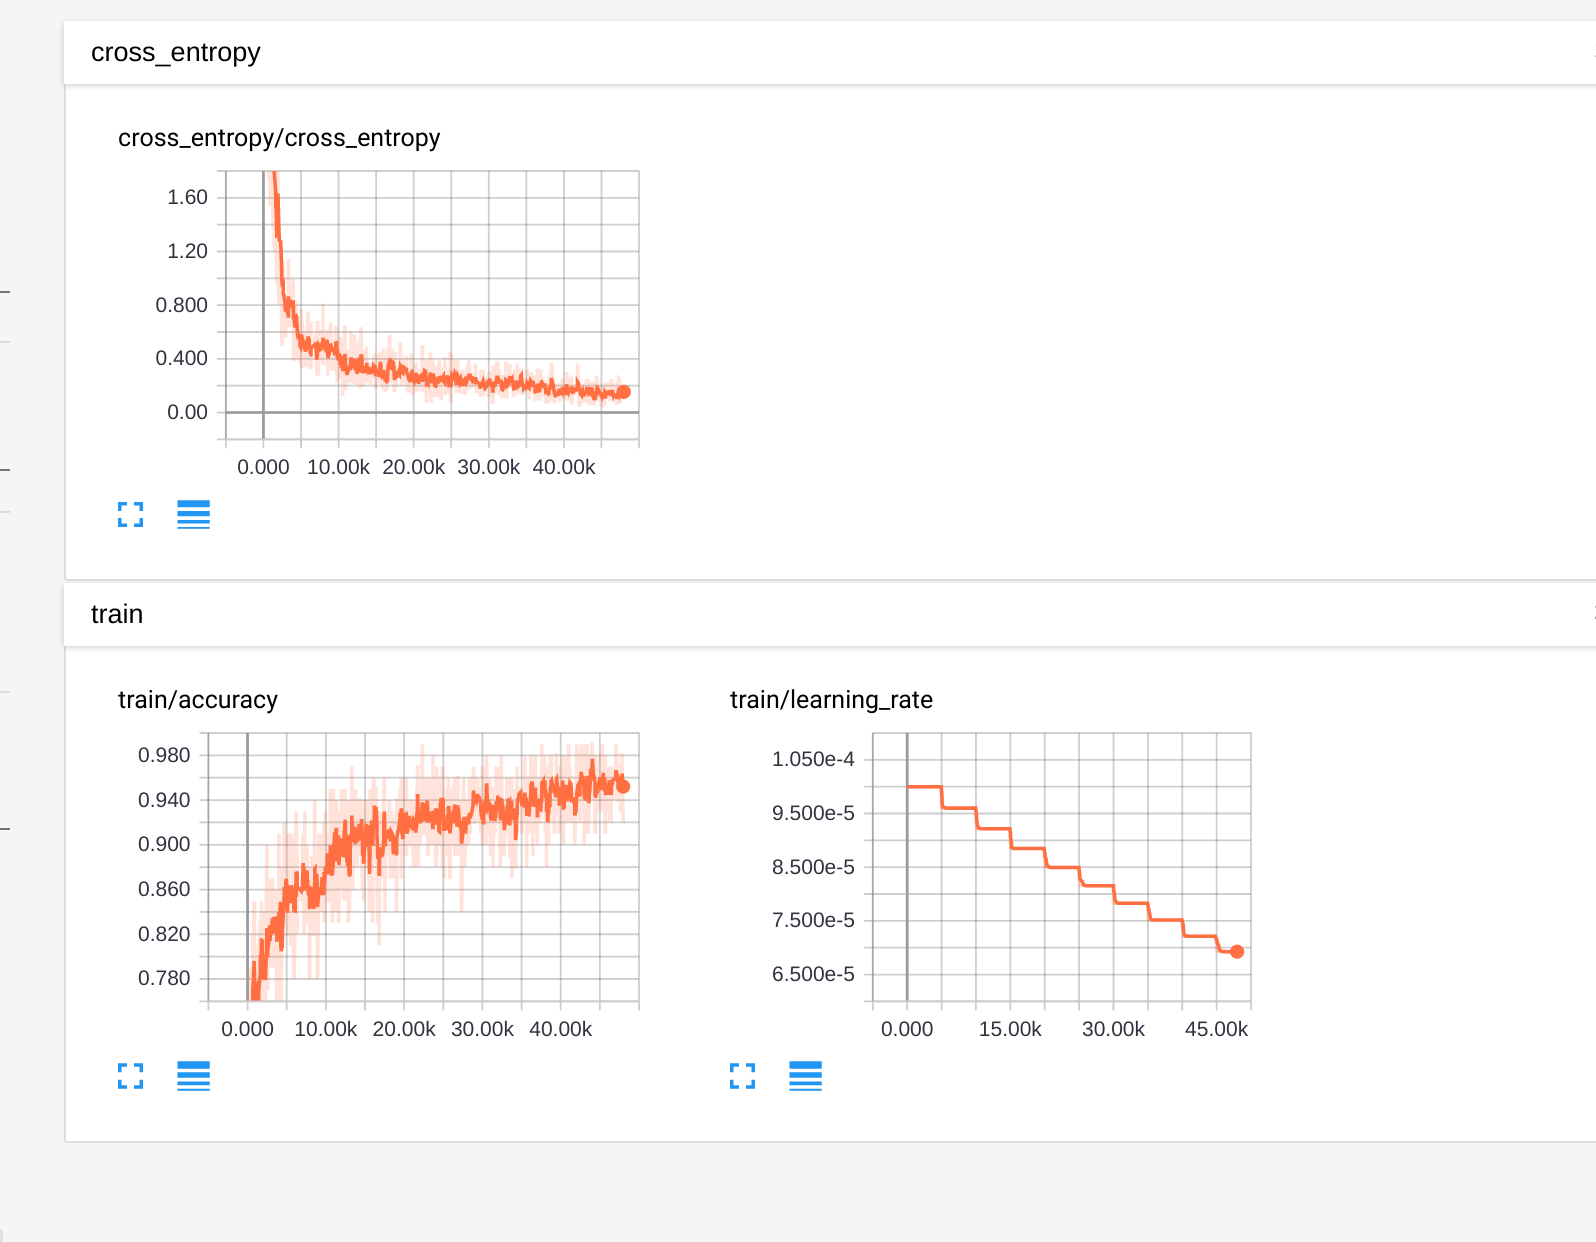 cross_entropy
cross_entropy/cross_entropy
1.60
1.20
0.800
0.400
0.00
0.000 10.00k 20.00k 30.00k 40.00k
train
train/accuracy
0.980
0.940
0.900
0.860
0.820
0.780
0.000 10.00k 20.00k 30.00k 40.00k
train/learning_rate
1.050e-4
9.500e-5
8.500e-5
7.500e-5
6.500e-5
0.000 15.00k 30.00k 45.00k